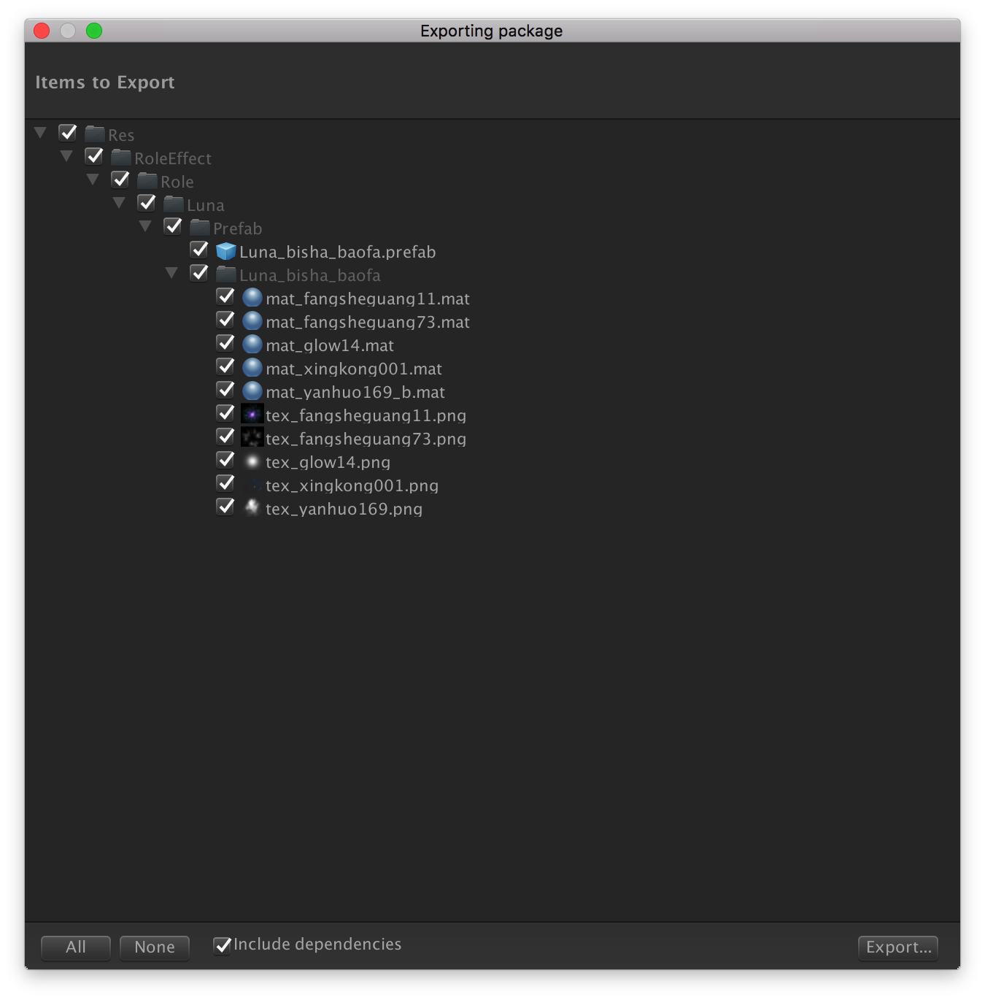 Exporting package
Items to Export
Res
RoleEffect
Role
Luna
Prefab
Luna_bisha_baofa.prefab
Luna_bisha_baofa
mat_fangsheguang11.mat
mat_fangsheguang73.mat
mat_glow14.mat
mat_xingkong001.mat
mat_yanhuo169_b.mat
tex_fangsheguang11.png
tex_fangsheguang73.png
tex_glow14.png
tex_xingkong001.png
tex_yanhuo169.png
All None Include dependencies Export...